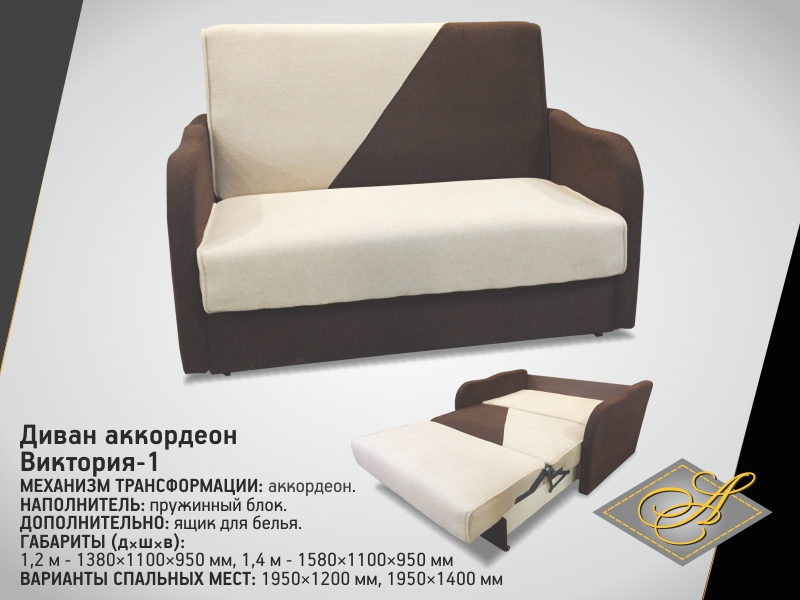 Диван аккордеон
Виктория-1
МЕХАНИЗМ ТРАНСФОРМАЦИИ: аккордеон.
НАПОЛНИТЕЛЬ: пружинный блок.
ДОПОЛНИТЕЛЬНО: ящик для белья.
ГАБАРИТЫ (д×ш×в):
1,2 м - 1380×1100×950 мм, 1,4 м - 1580×1100×950 мм
ВАРИАНТЫ СПАЛЬНЫХ МЕСТ: 1950×1200 мм, 1950×1400 мм
А